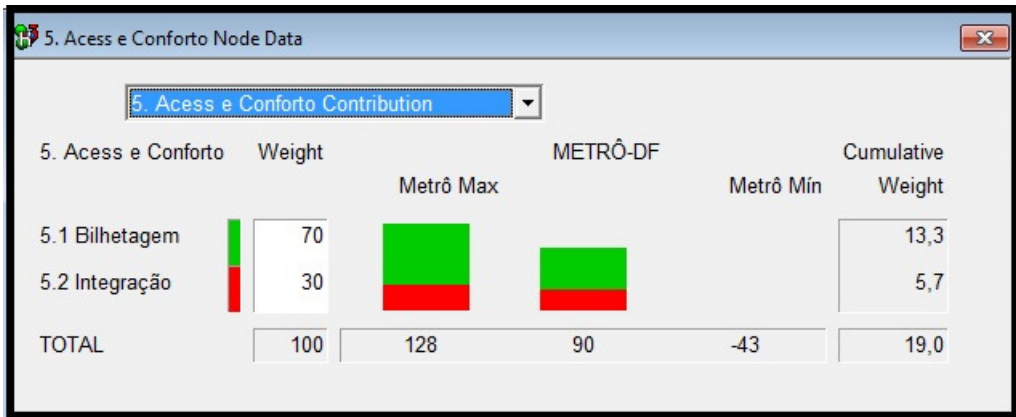 5. Acess e Conforto Node Data
5. Acess e Conforto Contribution
5. Acess e Conforto Weight METRÔ-DF Cumulative
Metrô Max Metrô Mín Weight
5.1 Bilhetagem 70 13,3
5.2 Integração 30 5,7
TOTAL 100 128 90 -43 19,0